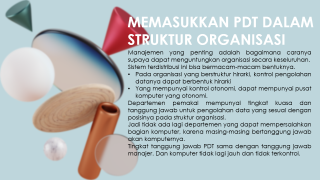 MEMASUKKAN PDT DALAM
STRUKTUR ORGANISASI
Manajemen yang penting adalah bagaimana caranya
supaya dapat menguntungkan organisasi secara keseluruhan.
Sistem terdistribusi ini bisa bermacam-macam bentuknya.
• Pada organisasi yang berstruktur hirarki, kontrol pengolahan
datanya dapat berbentuk hirarki
• Yang mempunyai kontrol otonomi, dapat mempunyai pusat
komputer yang otonomi.
Departemen pemakai mempunyai tingkat kuasa dan
tanggung jawab untuk pengolahan data yang sesuai dengan
posisinya pada struktur organisasi.
Jadi tidak ada lagi departemen yang dapat mempersalahkan
bagian komputer, karena masing-masing bertanggung jawab
akan komputernya.
Tingkat tanggung jawab PDT sama dengan tanggung jawab
manajer. Dan komputer tidak lagi jauh dan tidak terkontrol.